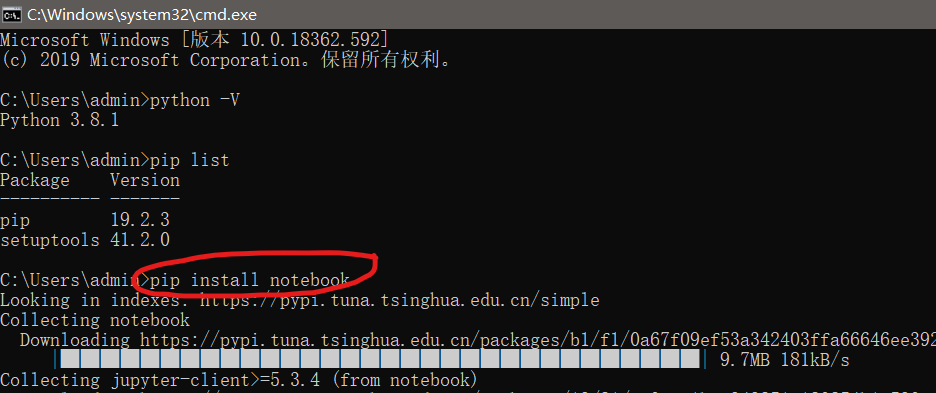 C:\Windows\system32\cmd.exe
Microsoft Windows [版本 10.0.18362.592]
(c) 2019 Microsoft Corporation。保留所有权利。
C:\Users\admin>python -V
Python 3.8.1
C:\Users\admin>pip list
Package    Version
---------- -------
pip        19.2.3
setuptools 41.2.0
C:\Users\admin>pip install notebook
Looking in indexes: https://pypi.tuna.tsinghua.edu.cn/simple
Collecting notebook
  Downloading https://pypi.tuna.tsinghua.edu.cn/packages/b1/f1/0a67f09ef53a342403ffa66646ee392
9.7MB 181kB/s
Collecting jupyter-client>=5.3.4 (from notebook)